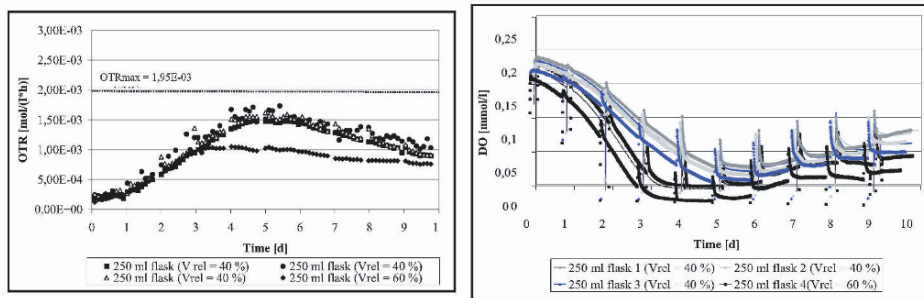 3,00E-03
2,50E-03
2,00E-03
1,50E-03
1,00E-03
5,00E-04
0,00E+00
OTR [mol/(l*h)]
OTRmax = 1,95E-03
0 1 2 3 4 5 6 7 8 9 1
Time [d]
250 ml flask (V rel = 40 %) 250 ml flask (Vrel = 40 %)
250 ml flask (Vrel = 40 %) 250 ml flask (Vrel = 60 %)
0,2
0,2
0,1
0,1
0,05
0 0
DO [mmol/l]
0 1 2 3 4 5 6 7 8 9 10
Time [d]
250 ml flask 1 (Vrel 40 %) 250 ml flask 2 (Vrel 40 %)
250 ml flask 3 (Vrel 40 %) 250 ml flask 4(Vrel 60 %)